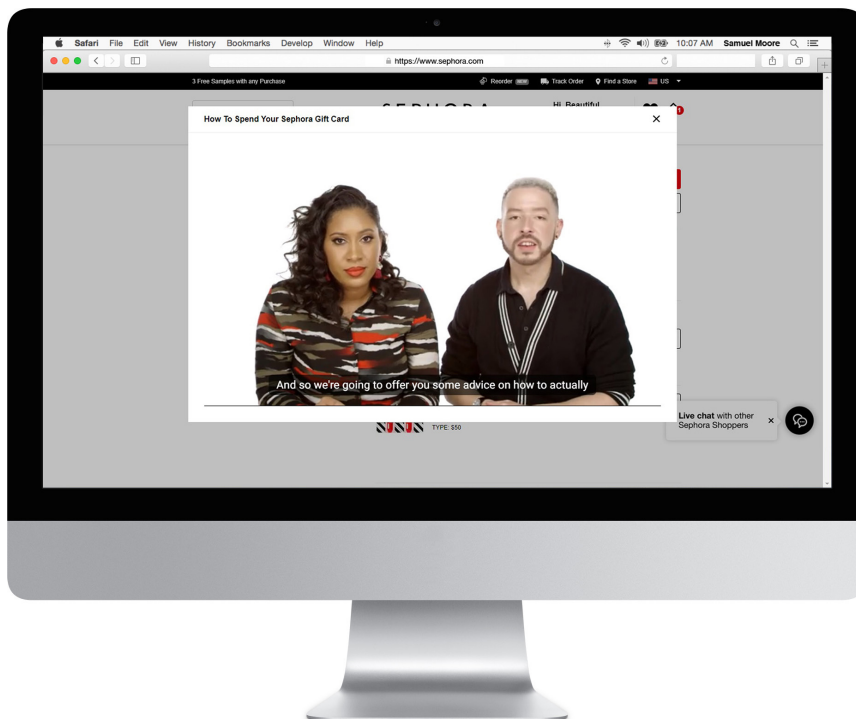 Safari File Edit View History Bookmarks Develop Window Help 10:07 AM Samuel Moore
https://www.sephora.com
3 Free Samples with any Purchase Reorder NEW Track Order Find a Store US
Hi, Beautiful
1
How To Spend Your Sephora Gift Card
And so we're going to offer you some advice on how to actually
TYPE: $50
Live chat with other
Sephora Shoppers